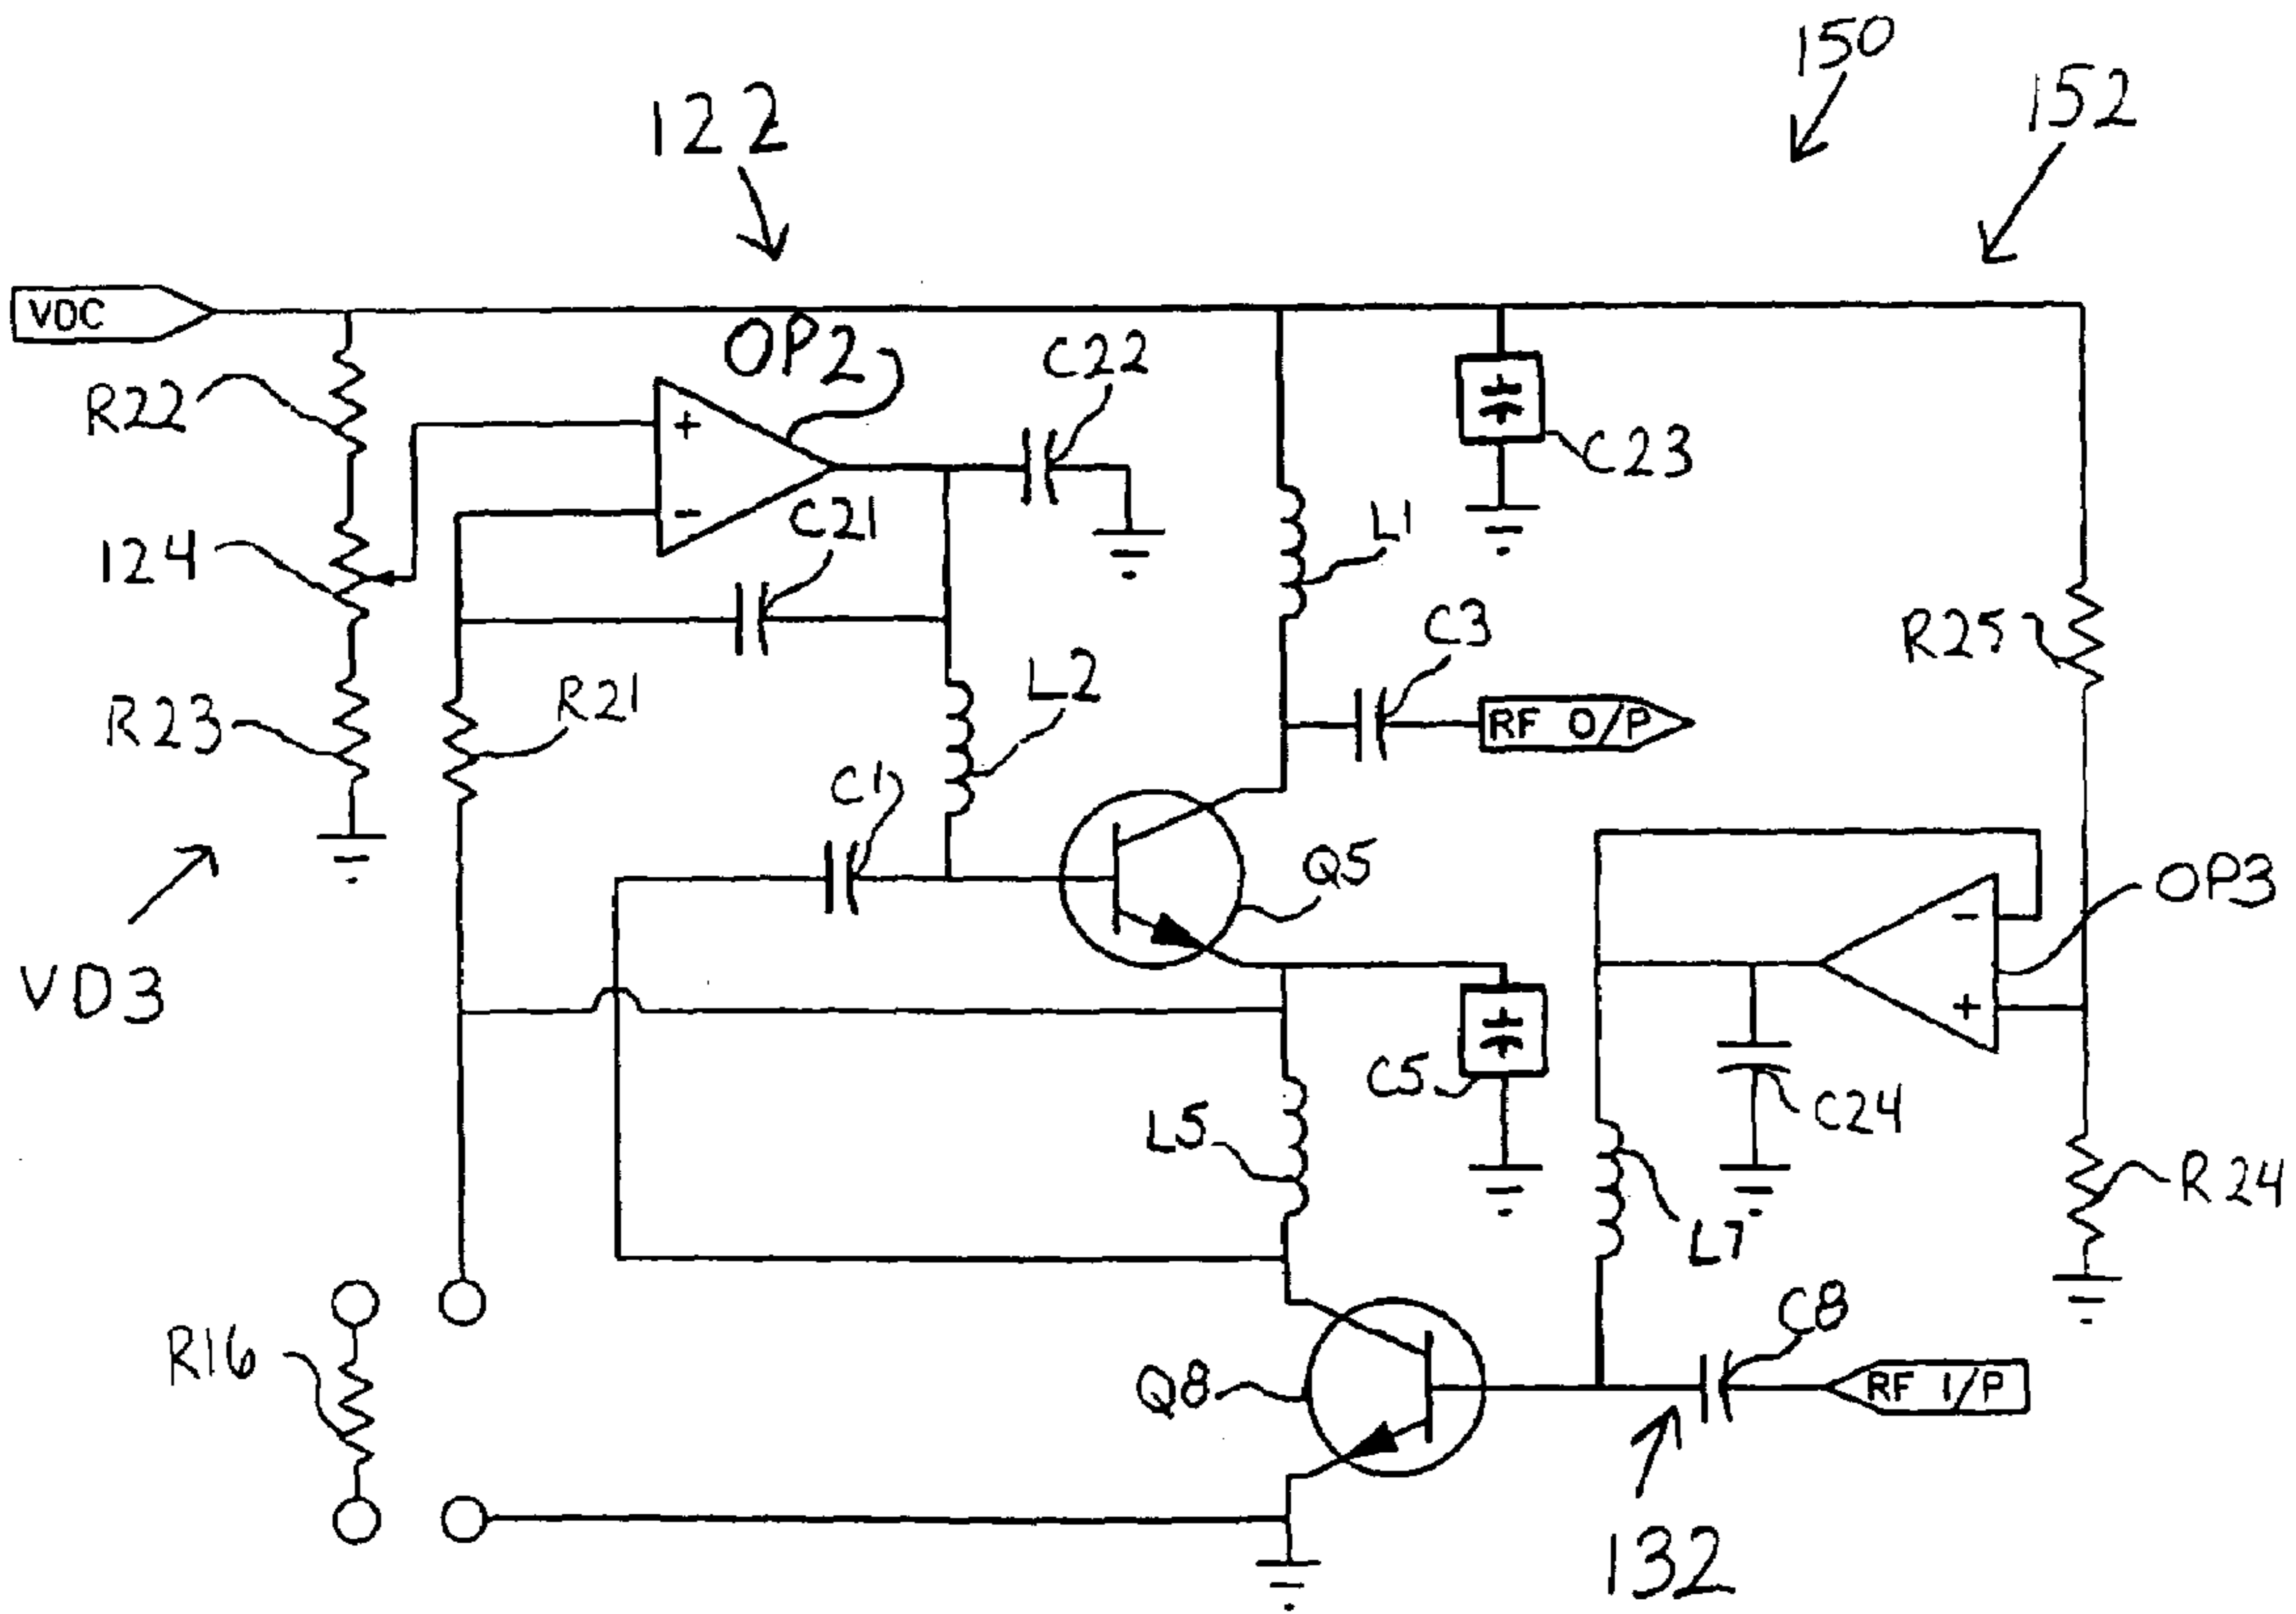 150
152
122
VDC
OP2
C22
R22
C23
C21
L1
124
C3
R25
L2
R21
R23
RF O/P
C1
Q5
OP3
VD3
C5
C24
L5
R24
L7
C8
R16
Q8
RF I/P
132
+
-
-
+